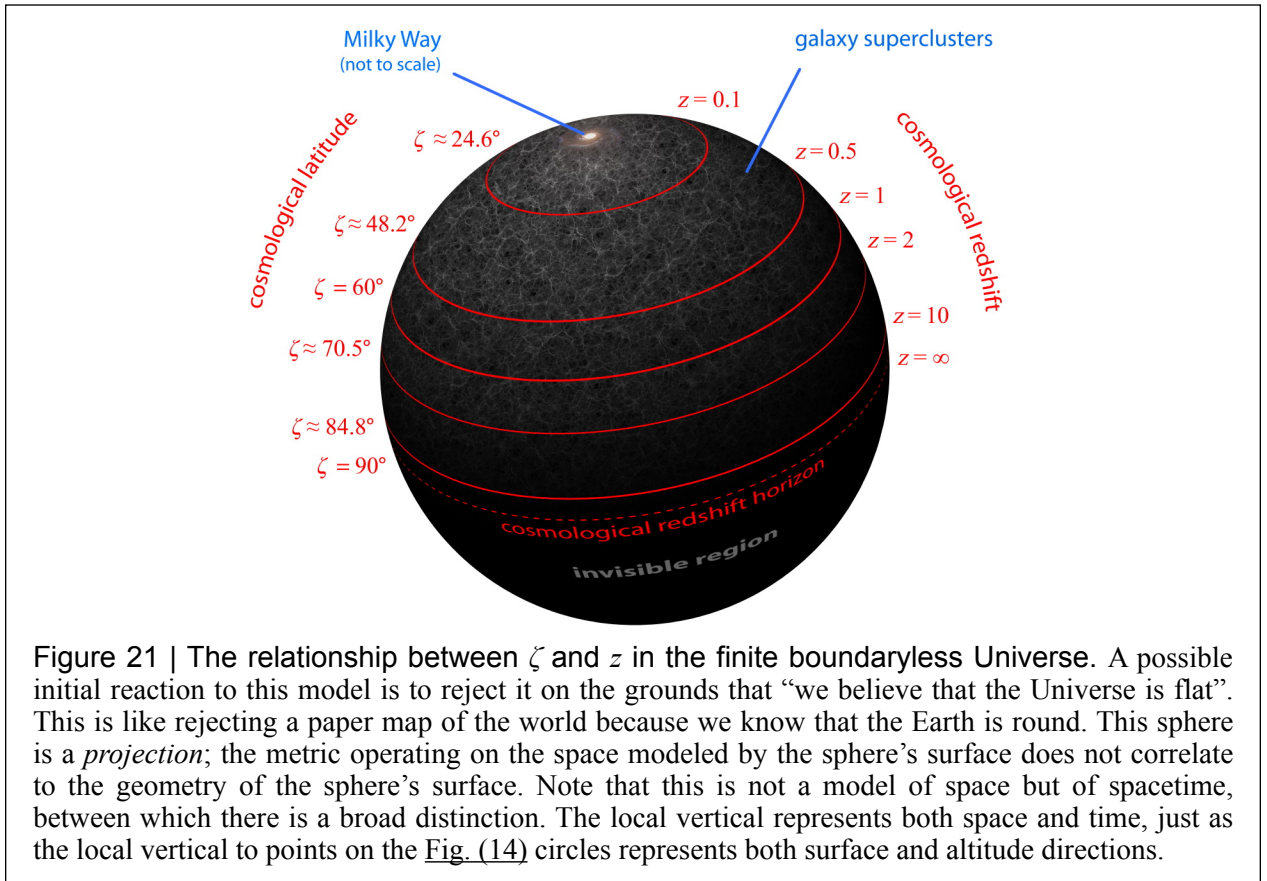 Milky Way
(not to scale)
galaxy superclusters
cosmological latitude
cosmological redshift
ζ ≈ 24.6°
z = 0.1
ζ ≈ 48.2°
z = 0.5
ζ = 60°
z = 1
ζ ≈ 70.5°
z = 2
ζ ≈ 84.8°
z = 10
ζ = 90°
z = ∞
cosmological redshift horizon
invisible region
Figure 21 | The relationship between ζ and z in the finite boundaryless Universe. A possible
initial reaction to this model is to reject it on the grounds that “we believe that the Universe is flat”.
This is like rejecting a paper map of the world because we know that the Earth is round. This sphere
is a projection; the metric operating on the space modeled by the sphere’s surface does not correlate
to the geometry of the sphere’s surface. Note that this is not a model of space but of spacetime,
between which there is a broad distinction. The local vertical represents both space and time, just as
the local vertical to points on the Fig. (14) circles represents both surface and altitude directions.